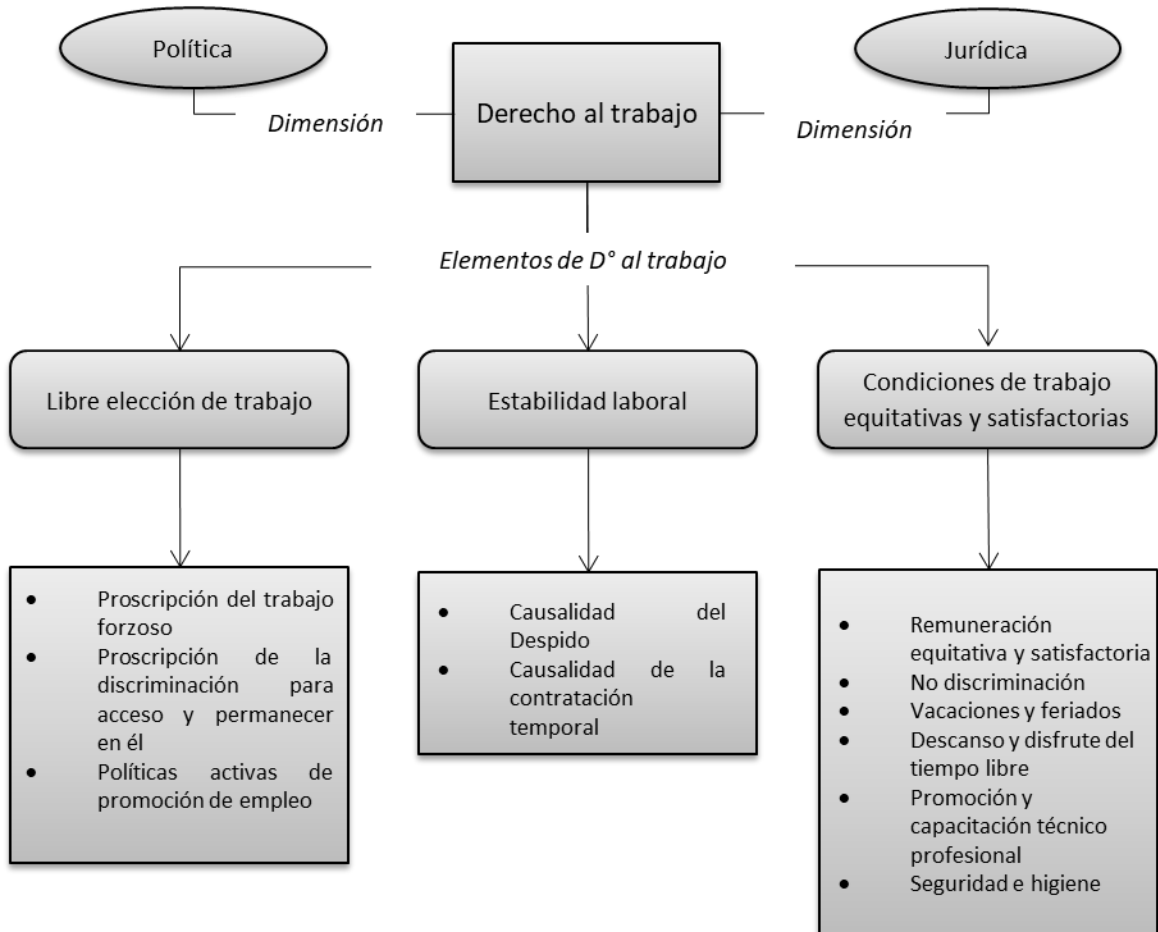 Política
Jurídica
Derecho al trabajo
Dimensión
Dimensión
Elementos de D° al trabajo
Libre elección de trabajo
Estabilidad laboral
Condiciones de trabajo
equitativas y satisfactorias
• Proscripción del trabajo
forzoso
• Proscripción de la
discriminación para
acceso y permanecer
en él
• Políticas activas de
promoción de empleo
• Causalidad del
Despido
• Causalidad de la
contratación
temporal
• Remuneración
equitativa y satisfactoria
• No discriminación
• Vacaciones y feriados
• Descanso y disfrute del
tiempo libre
• Promoción y
capacitación técnico
profesional
• Seguridad e higiene